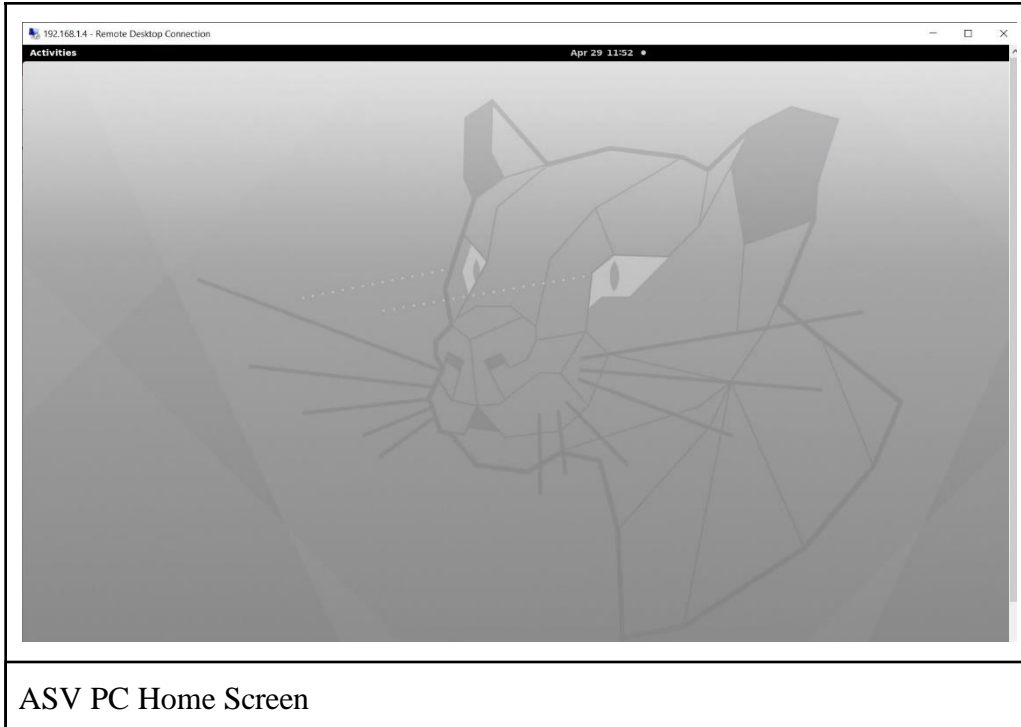 192.168.1.4 - Remote Desktop Connection
Activities Apr 29 11:52
ASV PC Home Screen